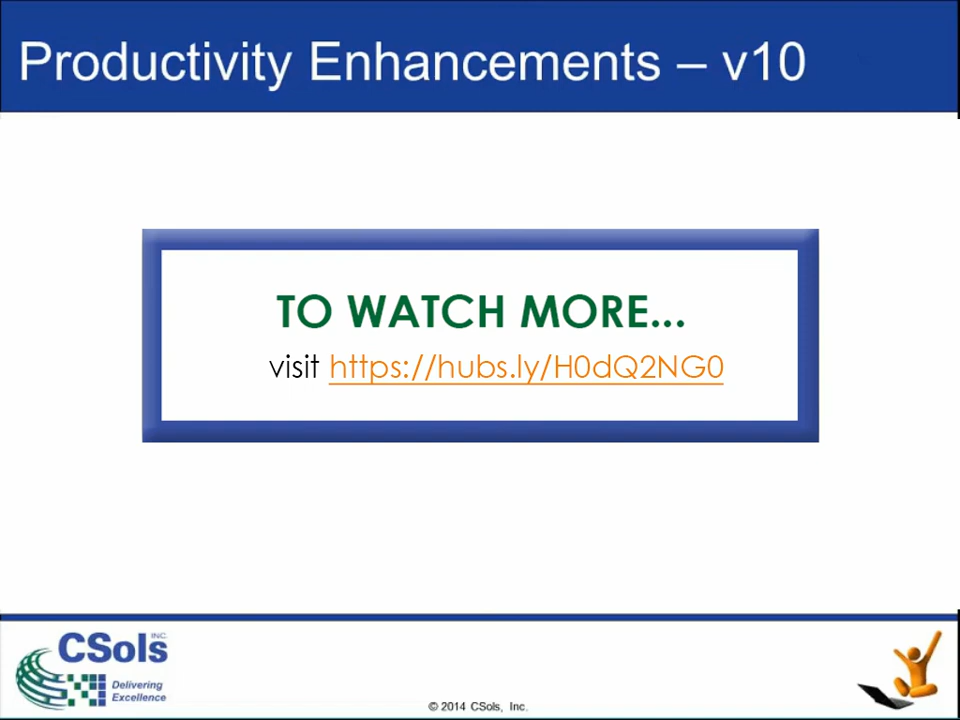 Productivity Enhancements – v10
TO WATCH MORE...
visit https://hubs.ly/H0dQ2NG0
CSols INC.
Delivering
Excellence
© 2014 CSols, Inc.